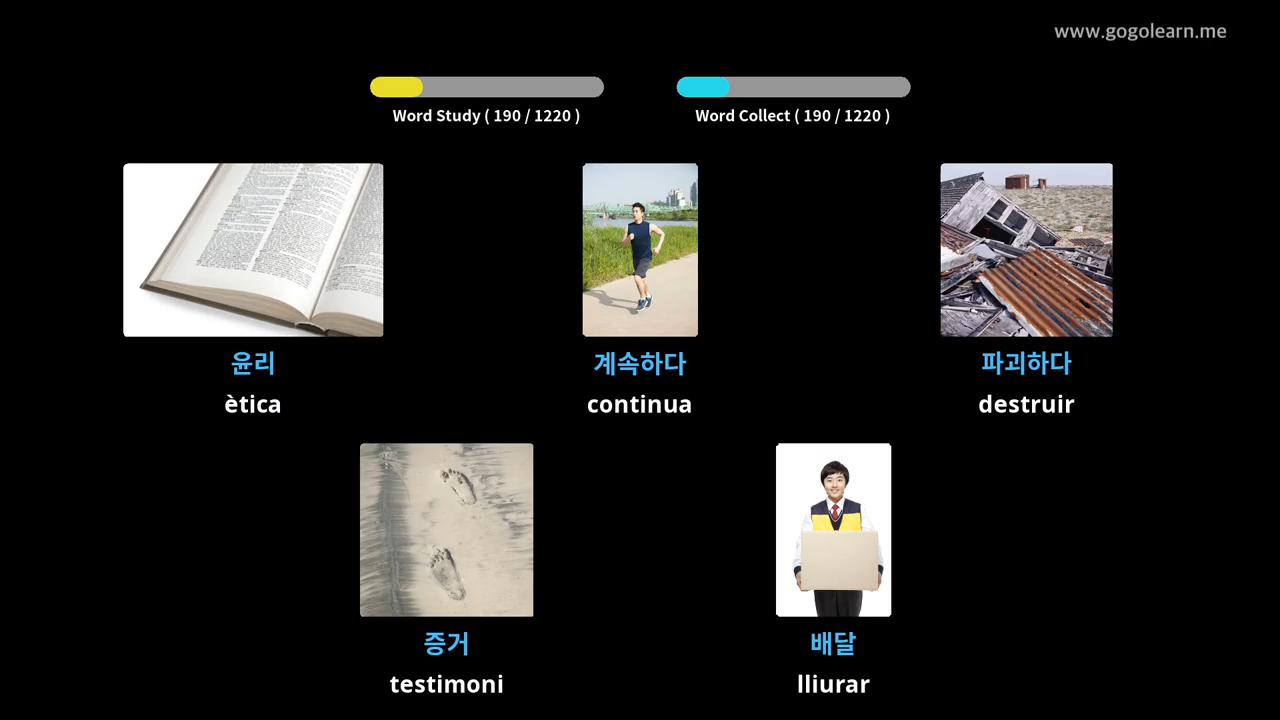 www.gogolearn.me
Word Study ( 190 / 1220 )
Word Collect ( 190 / 1220 )
윤리
ètica
계속하다
continua
파괴하다
destruir
증거
testimoni
배달
lliurar